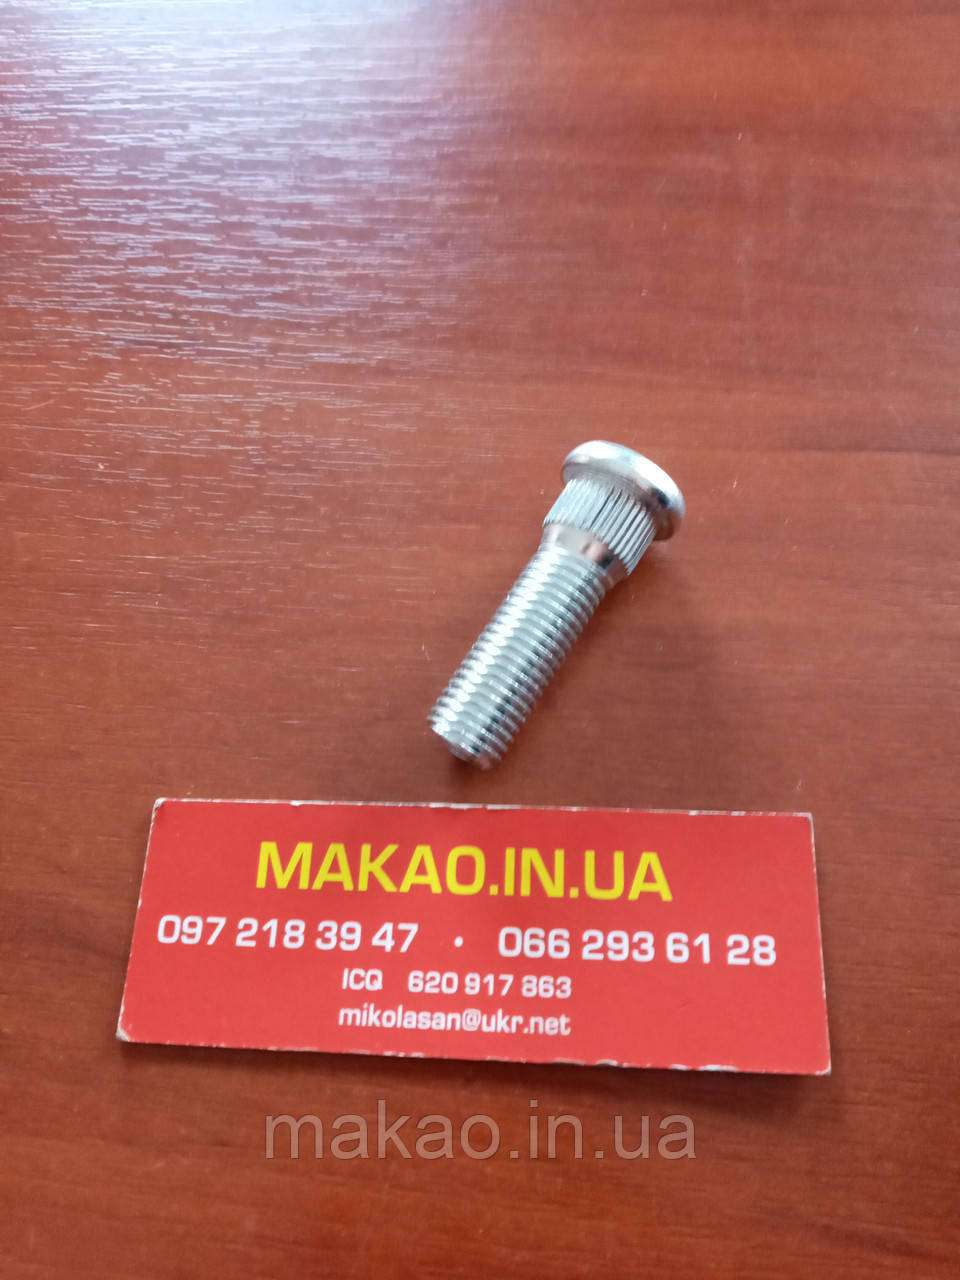 MAKAO.IN.UA
097 218 39 47 • 066 293 61 28
ICQ 620 917 863
mikolasan@ukr.net
makao.in.ua